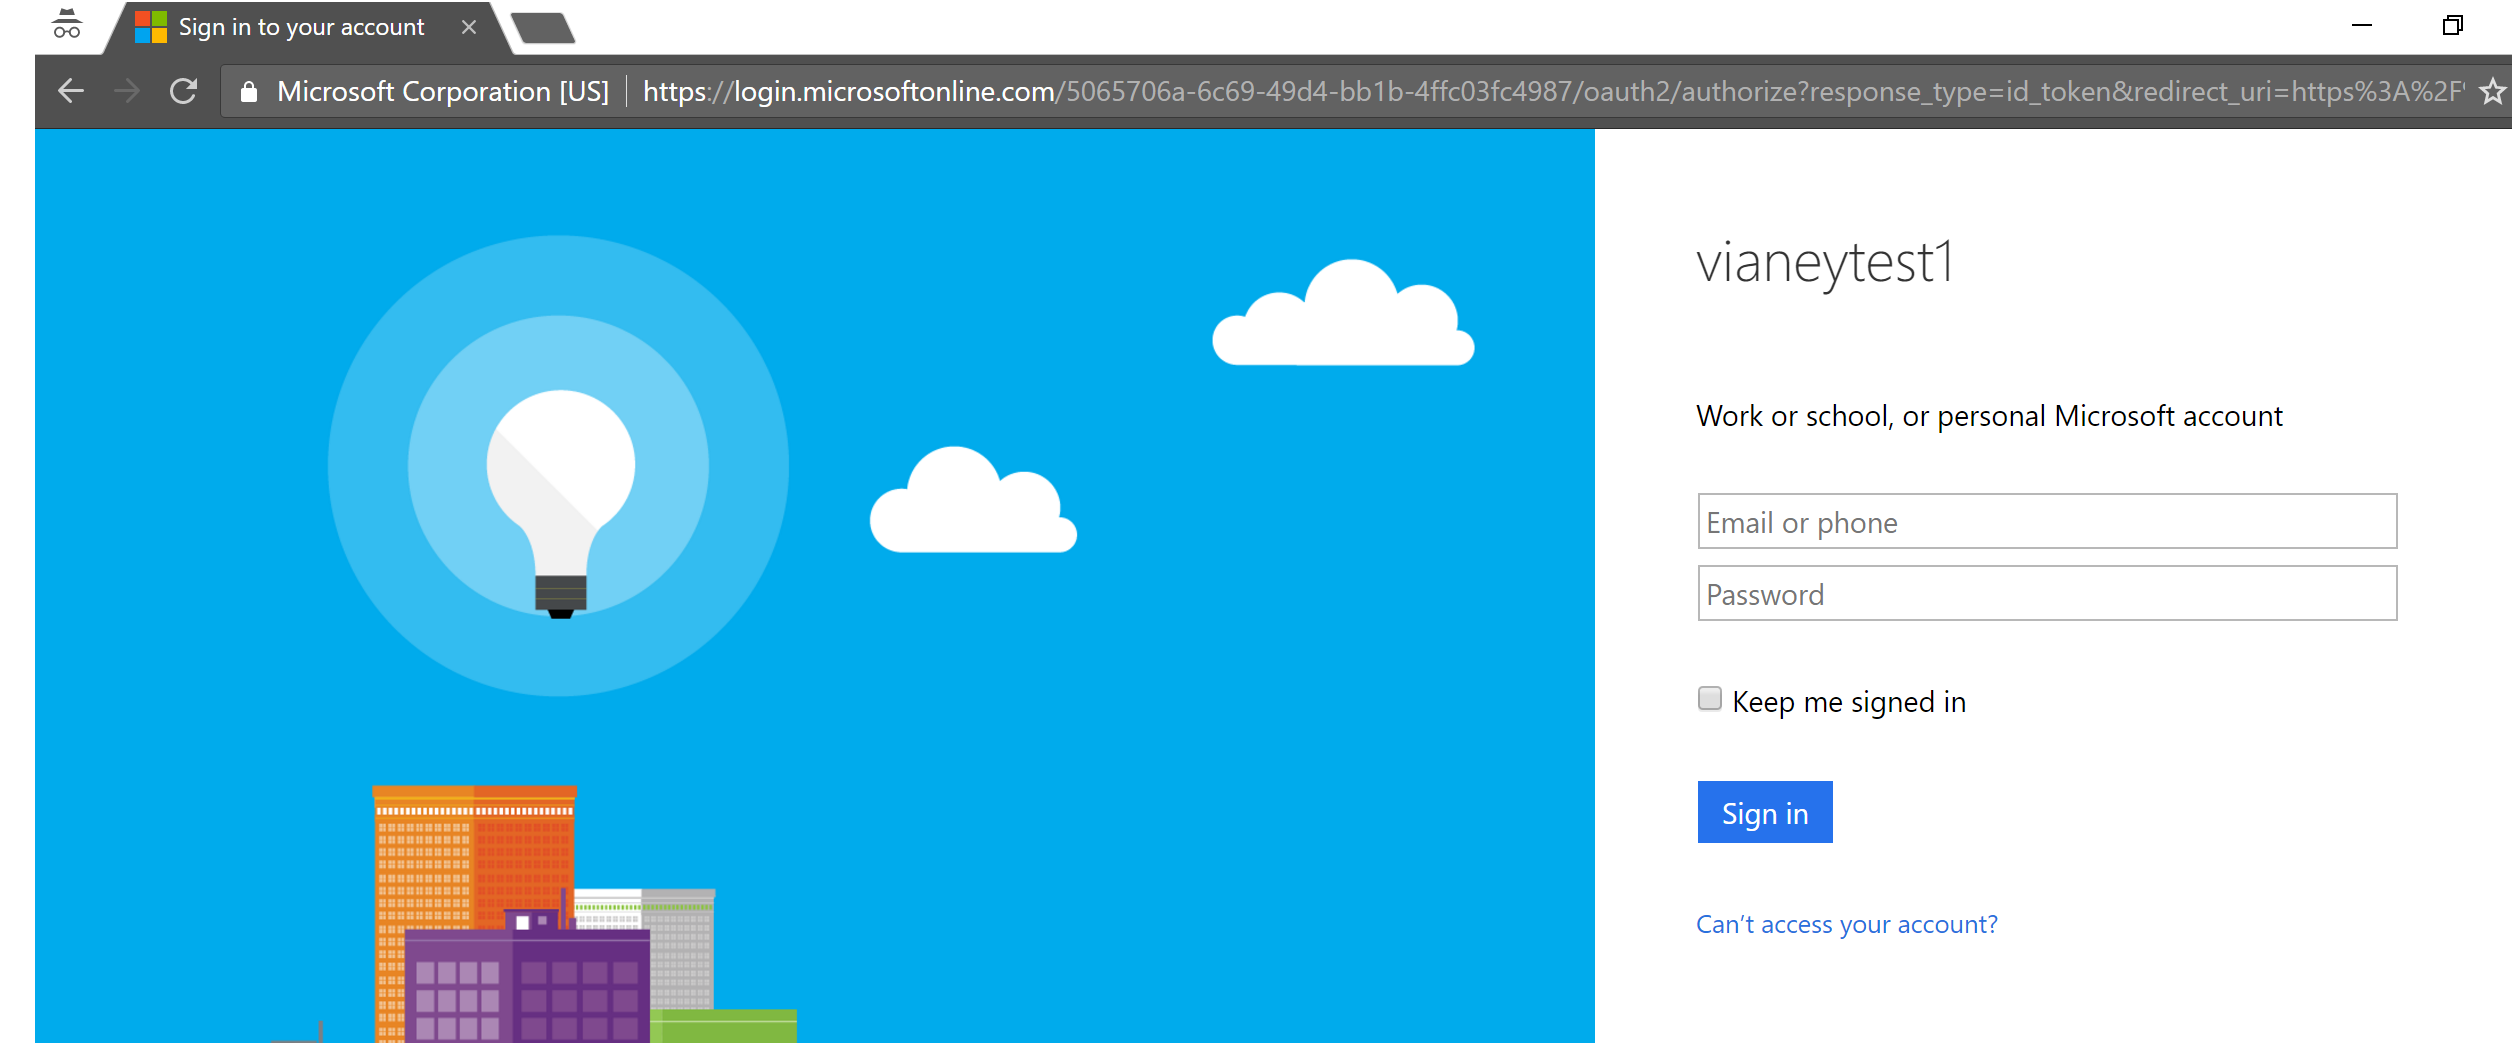 Sign in to your account
Microsoft Corporation [US] https://login.microsoftonline.com/5065706a-6c69-49d4-bb1b-4ffc03fc4987/oauth2/authorize?response_type=id_token&redirect_uri=https%3A%2F
vianeytest1
Work or school, or personal Microsoft account
Email or phone
Password
Keep me signed in
Sign in
Can't access your account?